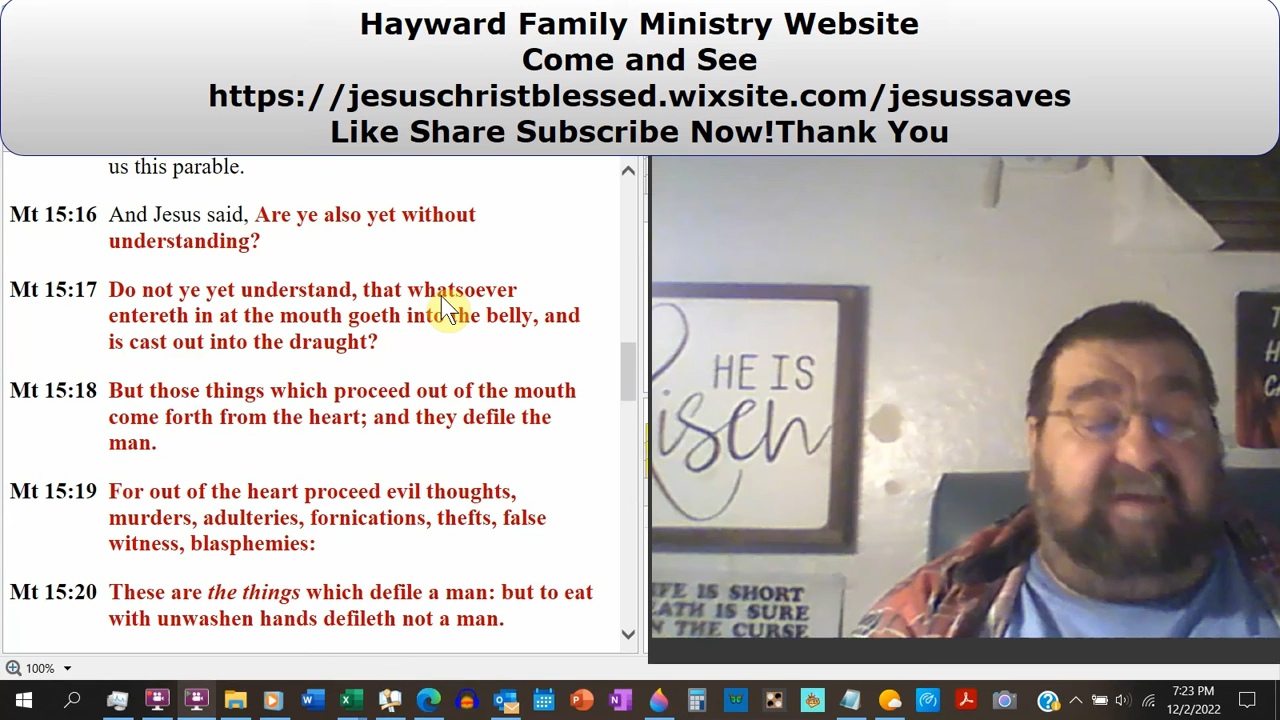 Hayward Family Ministry Website
Come and See
https://jesuschristblessed.wixsite.com/jesussaves
Like Share Subscribe Now!Thank You
us this parable.
Mt 15:16 And Jesus said, Are ye also yet without
understanding?
Mt 15:17 Do not ye yet understand, that whatsoever
entereth in at the mouth goeth into the belly, and
is cast out into the draught?
Mt 15:18 But those things which proceed out of the mouth
come forth from the heart; and they defile the
man.
Mt 15:19 For out of the heart proceed evil thoughts,
murders, adulteries, fornications, thefts, false
witness, blasphemies:
Mt 15:20 These are the things which defile a man: but to eat
with unwashen hands defileth not a man.
HE IS
Risen
IS SHORT
IS SURE
THE CURSE
100%
7:23 PM
12/2/2022